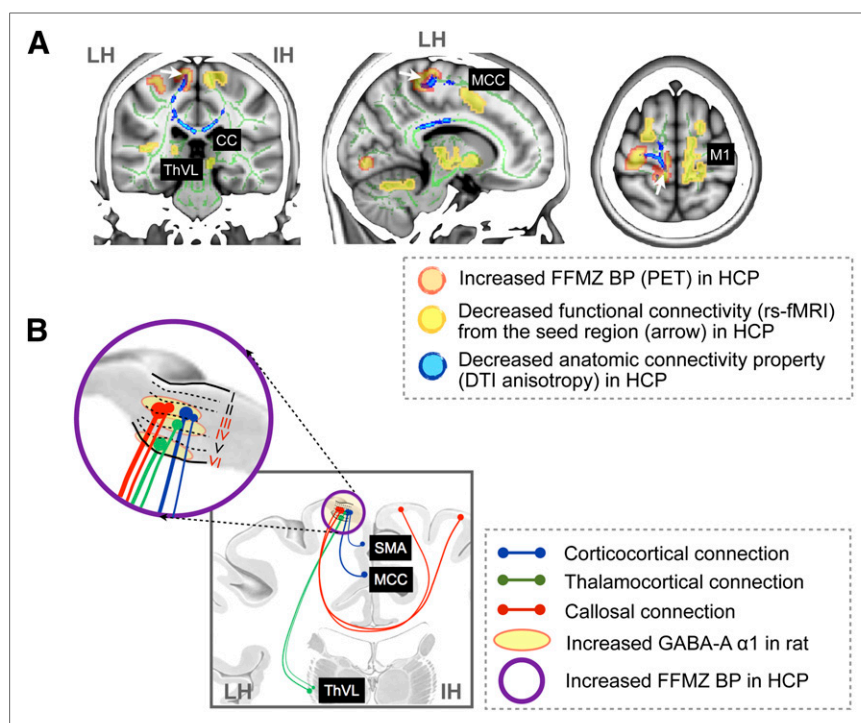 A
LH
IH
LH
MCC
CC
ThVL
M1
Increased FFMZ BP (PET) in HCP
Decreased functional connectivity (rs-fMRI)
from the seed region (arrow) in HCP
Decreased anatomic connectivity property
(DTI anisotropy) in HCP
B
I
II
III
IV
V
VI
SMA
MCC
ThVL
LH
IH
Corticocortical connection
Thalamocortical connection
Callosal connection
Increased GABA-A α1 in rat
Increased FFMZ BP in HCP